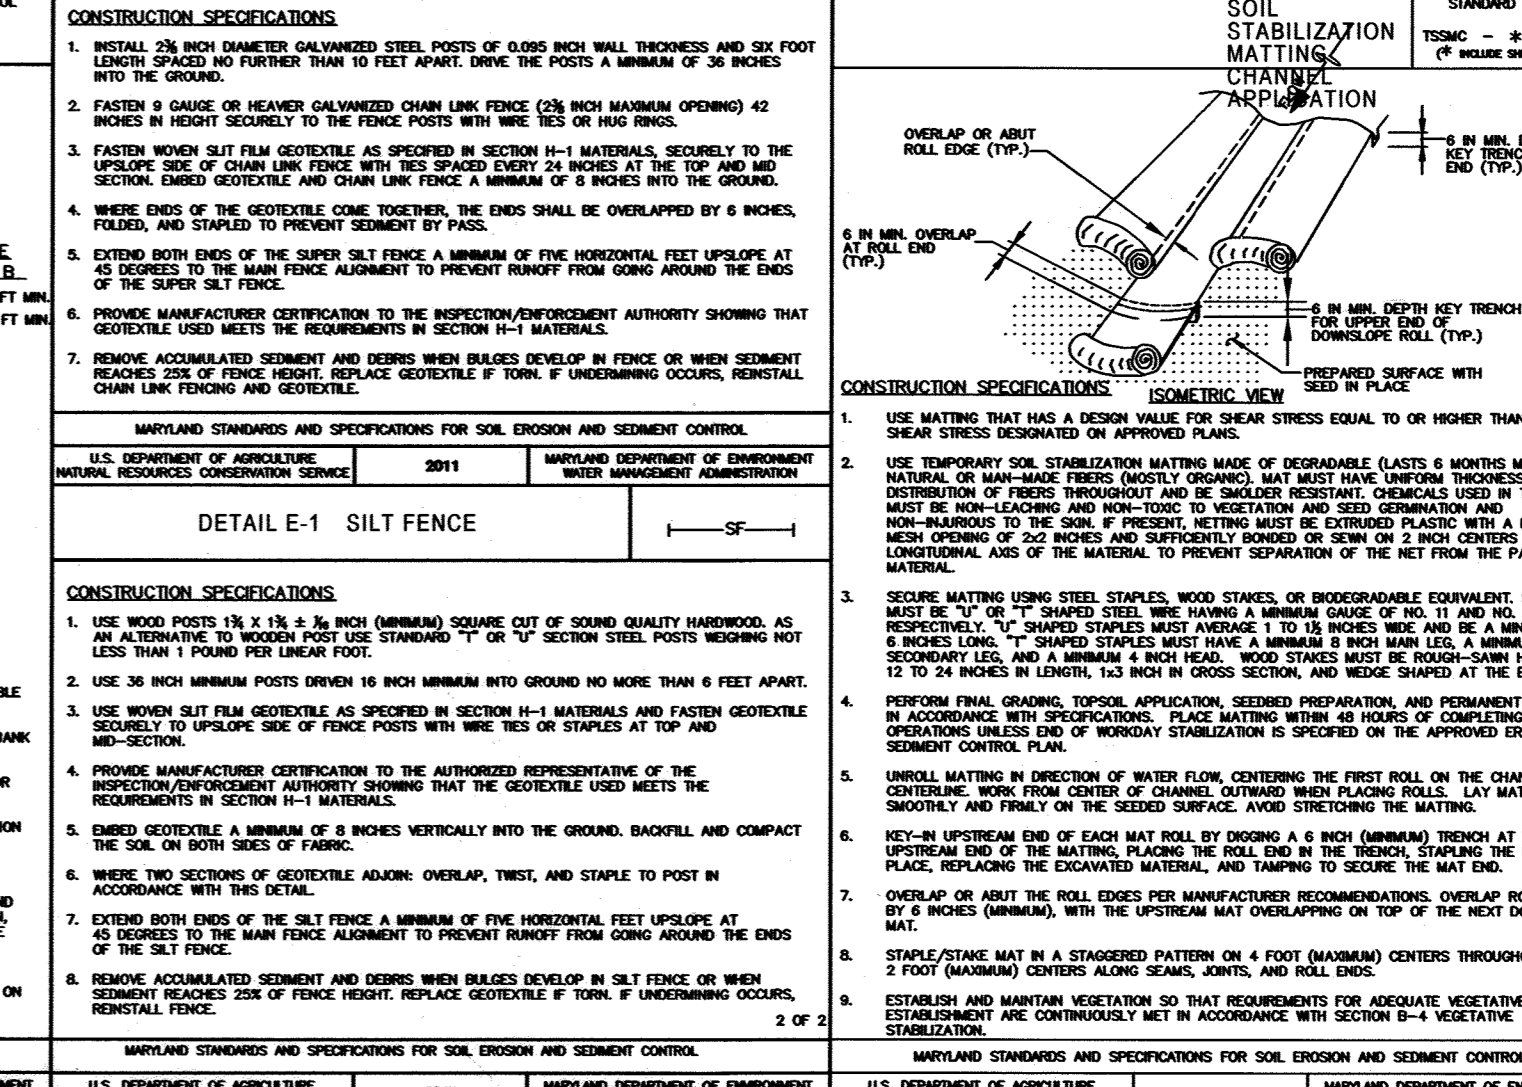 CONSTRUCTION SPECIFICATIONS
1. INSTALL 2⅜ INCH DIAMETER GALVANIZED STEEL POSTS OF 0.095 INCH WALL THICKNESS AND SIX FOOT
LENGTH SPACED NO FURTHER THAN 10 FEET APART. DRIVE THE POSTS A MINIMUM OF 36 INCHES
INTO THE GROUND.
2. FASTEN 9 GAUGE OR HEAVIER GALVANIZED CHAIN LINK FENCE (2⅜ INCH MAXIMUM OPENING) 42
INCHES IN HEIGHT SECURELY TO THE FENCE POSTS WITH WIRE TIES OR HUG RINGS.
3. FASTEN WOVEN SLIT FILM GEOTEXTILE AS SPECIFIED IN SECTION H-1 MATERIALS, SECURELY TO THE
UPSLOPE SIDE OF CHAIN LINK FENCE WITH TIES SPACED EVERY 24 INCHES AT THE TOP AND MID
SECTION. EMBED GEOTEXTILE AND CHAIN LINK FENCE A MINIMUM OF 8 INCHES INTO THE GROUND.
4. WHERE ENDS OF THE GEOTEXTILE COME TOGETHER, THE ENDS SHALL BE OVERLAPPED BY 6 INCHES,
FOLDED, AND STAPLED TO PREVENT SEDIMENT BY PASS.
5. EXTEND BOTH ENDS OF THE SUPER SILT FENCE A MINIMUM OF FIVE HORIZONTAL FEET UPSLOPE AT
45 DEGREES TO THE MAIN FENCE ALIGNMENT TO PREVENT RUNOFF FROM GOING AROUND THE ENDS
OF THE SUPER SILT FENCE.
6. PROVIDE MANUFACTURER CERTIFICATION TO THE INSPECTION/ENFORCEMENT AUTHORITY SHOWING THAT
GEOTEXTILE USED MEETS THE REQUIREMENTS IN SECTION H-1 MATERIALS.
7. REMOVE ACCUMULATED SEDIMENT AND DEBRIS WHEN BULGES DEVELOP IN FENCE OR WHEN SEDIMENT
REACHES 25% OF FENCE HEIGHT. REPLACE GEOTEXTILE IF TORN. IF UNDERMINING OCCURS, REINSTALL
CHAIN LINK FENCING AND GEOTEXTILE.
MARYLAND STANDARDS AND SPECIFICATIONS FOR SOIL EROSION AND SEDIMENT CONTROL
U.S. DEPARTMENT OF AGRICULTURE
NATURAL RESOURCES CONSERVATION SERVICE
2011
MARYLAND DEPARTMENT OF ENVIRONMENT
WATER MANAGEMENT ADMINISTRATION
DETAIL E-1 SILT FENCE
SF
CONSTRUCTION SPECIFICATIONS
1. USE WOOD POSTS 1¾ X 1¾ ± 1/16 INCH (MINIMUM) SQUARE CUT OF SOUND QUALITY HARDWOOD. AS
AN ALTERNATIVE TO WOODEN POST USE STANDARD "T" OR "U" SECTION STEEL POSTS WEIGHING NOT
LESS THAN 1 POUND PER LINEAR FOOT.
2. USE 36 INCH MINIMUM POSTS DRIVEN 16 INCH MINIMUM INTO GROUND NO MORE THAN 6 FEET APART.
3. USE WOVEN SLIT FILM GEOTEXTILE AS SPECIFIED IN SECTION H-1 MATERIALS AND FASTEN GEOTEXTILE
SECURELY TO UPSLOPE SIDE OF FENCE POSTS WITH WIRE TIES OR STAPLES AT TOP AND
MID-SECTION.
4. PROVIDE MANUFACTURER CERTIFICATION TO THE AUTHORIZED REPRESENTATIVE OF THE
INSPECTION/ENFORCEMENT AUTHORITY SHOWING THAT THE GEOTEXTILE USED MEETS THE
REQUIREMENTS IN SECTION H-1 MATERIALS.
5. EMBED GEOTEXTILE A MINIMUM OF 8 INCHES VERTICALLY INTO THE GROUND. BACKFILL AND COMPACT
THE SOIL ON BOTH SIDES OF FABRIC.
6. WHERE TWO SECTIONS OF GEOTEXTILE ADJOIN: OVERLAP, TWIST, AND STAPLE TO POST IN
ACCORDANCE WITH THIS DETAIL.
7. EXTEND BOTH ENDS OF THE SILT FENCE A MINIMUM OF FIVE HORIZONTAL FEET UPSLOPE AT
45 DEGREES TO THE MAIN FENCE ALIGNMENT TO PREVENT RUNOFF FROM GOING AROUND THE ENDS
OF THE SILT FENCE.
8. REMOVE ACCUMULATED SEDIMENT AND DEBRIS WHEN BULGES DEVELOP IN SILT FENCE OR WHEN
SEDIMENT REACHES 25% OF FENCE HEIGHT. REPLACE GEOTEXTILE IF TORN. IF UNDERMINING OCCURS,
REINSTALL FENCE.
2 OF 2
MARYLAND STANDARDS AND SPECIFICATIONS FOR SOIL EROSION AND SEDIMENT CONTROL
U.S. DEPARTMENT OF AGRICULTURE
MARYLAND DEPARTMENT OF ENVIRONMENT
B
FT MIN.
FT MIN.
BANK
ON
SOIL
STABILIZATION
MATTING
CHANNEL
APPLICATION
STANDARD
TSSMC - *
(* INCLUDE
OVERLAP OR ABUT
ROLL EDGE (TYP.)
6 IN MIN.
KEY
END (TYP.)
6 IN MIN. OVERLAP
AT ROLL END
(TYP.)
6 IN MIN. DEPTH KEY TRENCH
FOR UPPER END OF
DOWNSLOPE ROLL (TYP.)
PREPARED SURFACE WITH
SEED IN PLACE
ISOMETRIC VIEW
CONSTRUCTION SPECIFICATIONS
1. USE MATTING THAT HAS A DESIGN VALUE FOR SHEAR STRESS EQUAL TO OR HIGHER THAN
SHEAR STRESS DESIGNATED ON APPROVED PLANS.
2. USE TEMPORARY SOIL STABILIZATION MATTING MADE OF DEGRADABLE (LASTS 6 MONTHS
NATURAL OR MAN-MADE FIBERS (MOSTLY ORGANIC). MAT MUST HAVE UNIFORM THICKNESS
DISTRIBUTION OF FIBERS THROUGHOUT AND BE SMOLDER RESISTANT. CHEMICALS USED IN
MUST BE NON-LEACHING AND NON-TOXIC TO VEGETATION AND SEED GERMINATION AND
NON-INJURIOUS TO THE SKIN. IF PRESENT, NETTING MUST BE EXTRUDED PLASTIC WITH A
MESH OPENING OF 2x2 INCHES AND SUFFICIENTLY BONDED OR SEWN ON 2 INCH CENTERS
LONGITUDINAL AXIS OF THE MATERIAL TO PREVENT SEPARATION OF THE NET FROM THE
MATERIAL.
3. SECURE MATTING USING STEEL STAPLES, WOOD STAKES, OR BIODEGRADABLE EQUIVALENT.
MUST BE "U" OR "T" SHAPED STEEL WIRE HAVING A MINIMUM GAUGE OF NO. 11 AND NO.
RESPECTIVELY. "U" SHAPED STAPLES MUST AVERAGE 1 TO 1½ INCHES WIDE AND BE A
6 INCHES LONG. "T" SHAPED STAPLES MUST HAVE A MINIMUM 8 INCH MAIN LEG, A
SECONDARY LEG, AND A MINIMUM 4 INCH HEAD. WOOD STAKES MUST BE ROUGH-SAWN
12 TO 24 INCHES IN LENGTH, 1x3 INCH IN CROSS SECTION, AND WEDGE SHAPED AT THE
4. PERFORM FINAL GRADING, TOPSOIL APPLICATION, SEEDBED PREPARATION, AND PERMANENT
IN ACCORDANCE WITH SPECIFICATIONS. PLACE MATTING WITHIN 48 HOURS OF COMPLETING
OPERATIONS UNLESS END OF WORKDAY STABILIZATION IS SPECIFIED ON THE APPROVED
SEDIMENT CONTROL PLAN.
5. UNROLL MATTING IN DIRECTION OF WATER FLOW, CENTERING THE FIRST ROLL ON THE
CENTERLINE. WORK FROM CENTER OF CHANNEL OUTWARD WHEN PLACING ROLLS. LAY
SMOOTHLY AND FIRMLY ON THE SEEDED SURFACE. AVOID STRETCHING THE MATTING.
6. KEY-IN UPSTREAM END OF EACH MAT ROLL BY DIGGING A 6 INCH (MINIMUM) TRENCH AT
UPSTREAM END OF THE MATTING, PLACING THE ROLL END IN THE TRENCH, STAPLING THE
PLACE, REPLACING THE EXCAVATED MATERIAL, AND TAMPING TO SECURE THE MAT END.
7. OVERLAP OR ABUT THE ROLL EDGES PER MANUFACTURER RECOMMENDATIONS. OVERLAP
BY 6 INCHES (MINIMUM), WITH THE UPSTREAM MAT OVERLAPPING ON TOP OF THE NEXT
MAT.
8. STAPLE/STAKE MAT IN A STAGGERED PATTERN ON 4 FOOT (MAXIMUM) CENTERS
2 FOOT (MAXIMUM) CENTERS ALONG SEAMS, JOINTS, AND ROLL ENDS.
9. ESTABLISH AND MAINTAIN VEGETATION SO THAT REQUIREMENTS FOR ADEQUATE VEGETATIVE
ESTABLISHMENT ARE CONTINUOUSLY MET IN ACCORDANCE WITH SECTION B-4 VEGETATIVE
STABILIZATION.
MARYLAND STANDARDS AND SPECIFICATIONS FOR SOIL EROSION AND SEDIMENT CONTROL
U.S. DEPARTMENT OF AGRICULTURE
MARYLAND DEPARTMENT OF